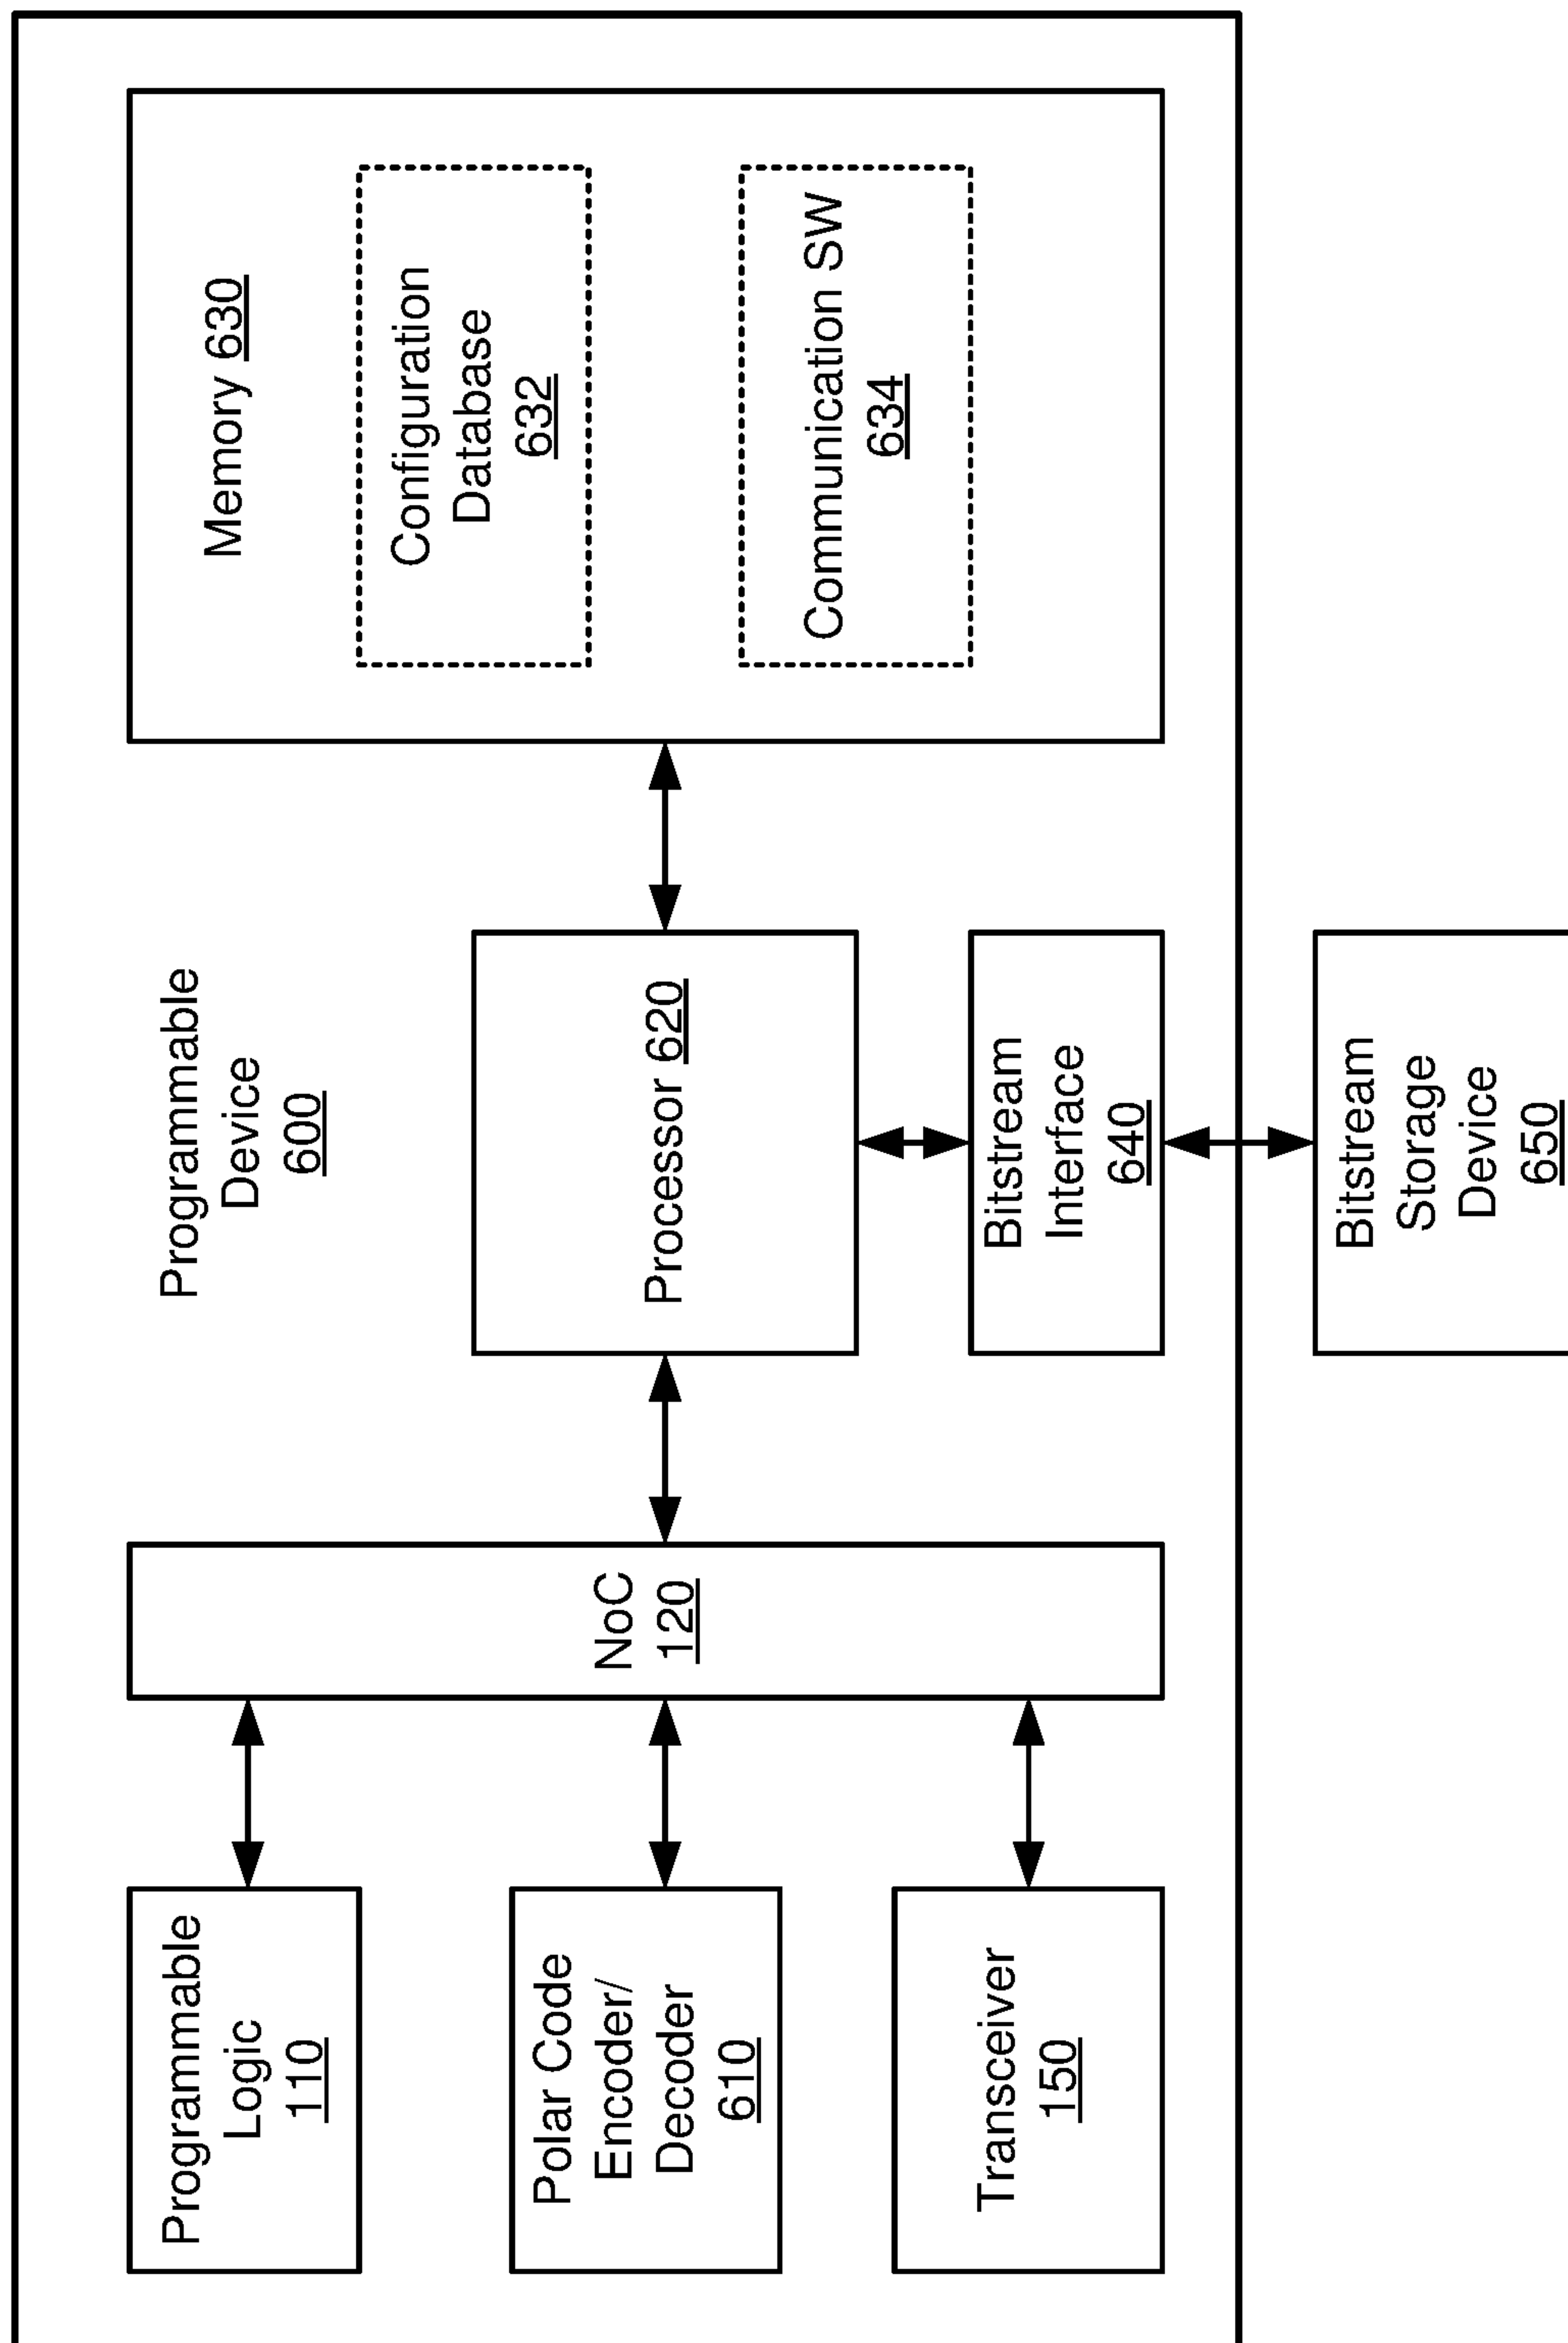 Programmable
Logic
110
Polar Code
Encoder/
Decoder
610
Transceiver
150
NoC
120
Programmable
Device
600
Processor 620
Bitstream
Interface
640
Bitstream
Storage
Device
650
Memory 630
Configuration
Database
632
Communication SW
634